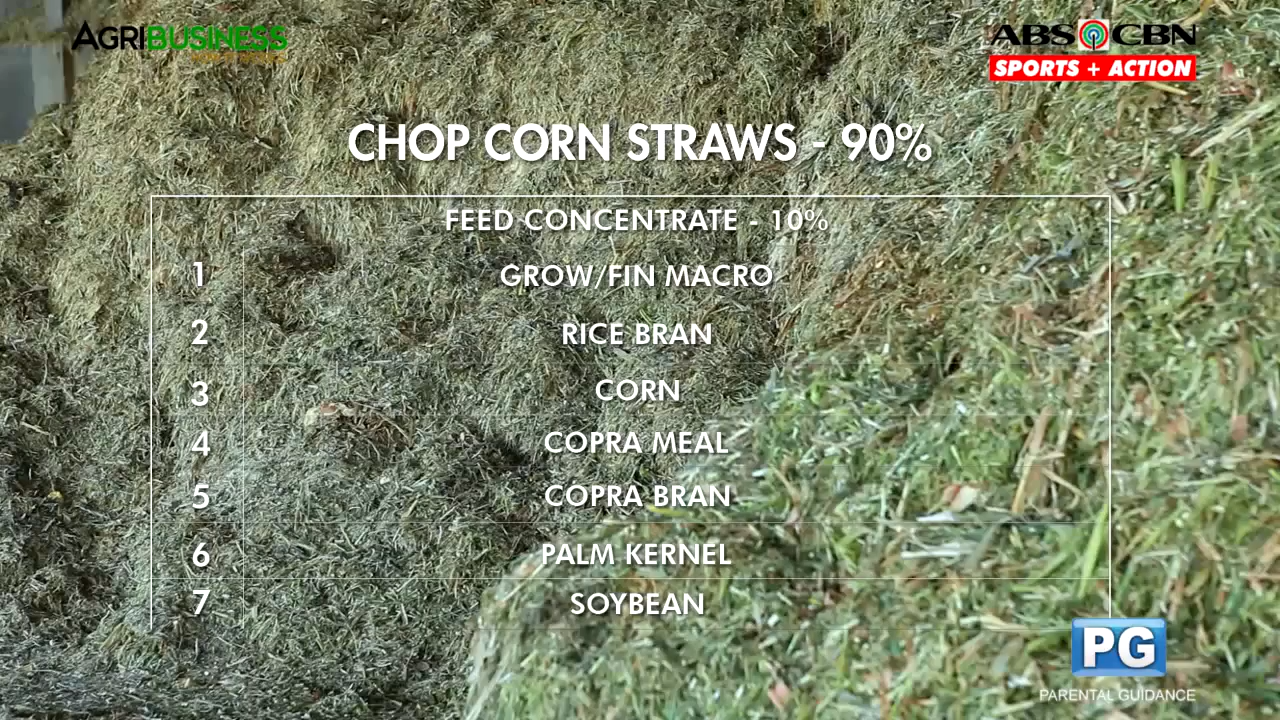 AGRIBUSINESS
ABS CBN
SPORTS + ACTION
CHOP CORN STRAWS - 90%
FEED CONCENTRATE - 10%
1 GROW/FIN MACRO
2 RICE BRAN
3 CORN
4 COPRA MEAL
5 COPRA BRAN
6 PALM KERNEL
7 SOYBEAN
PG
PARENTAL GUIDANCE